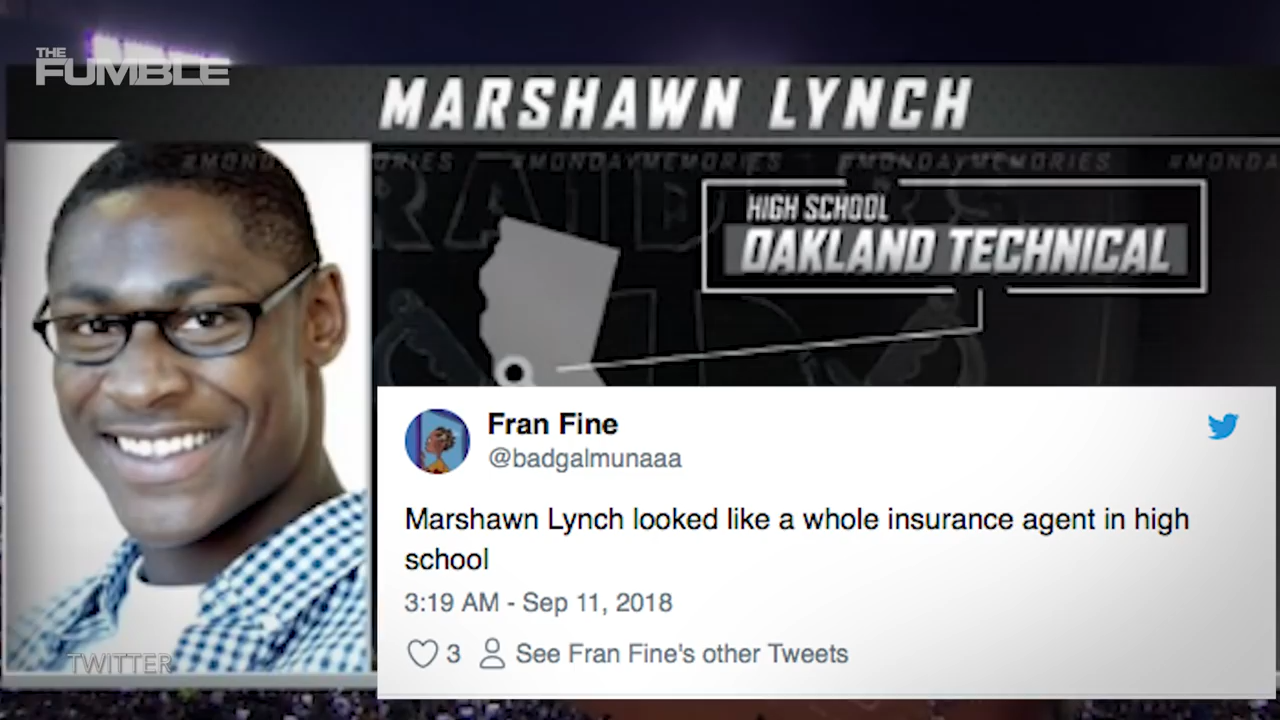 THE
FUMBLE
MARSHAWN LYNCH
#MONDAYMEMORIES #MONDAYMEMORIES
RAIDERS
HIGH SCHOOL
OAKLAND TECHNICAL
Fran Fine
@badgalmunaaa
Marshawn Lynch looked like a whole insurance agent in high
school
3:19 AM - Sep 11, 2018
3 See Fran Fine's other Tweets
TWITTER